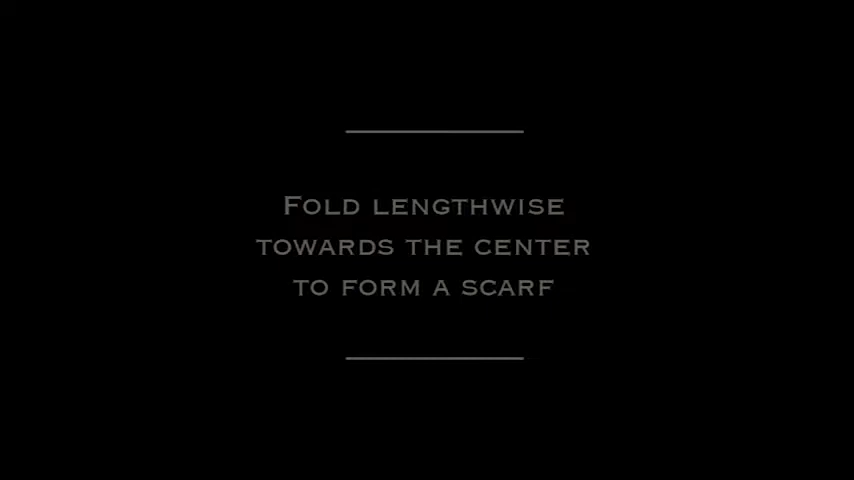 Fold lengthwise
towards the center
to form a scarf